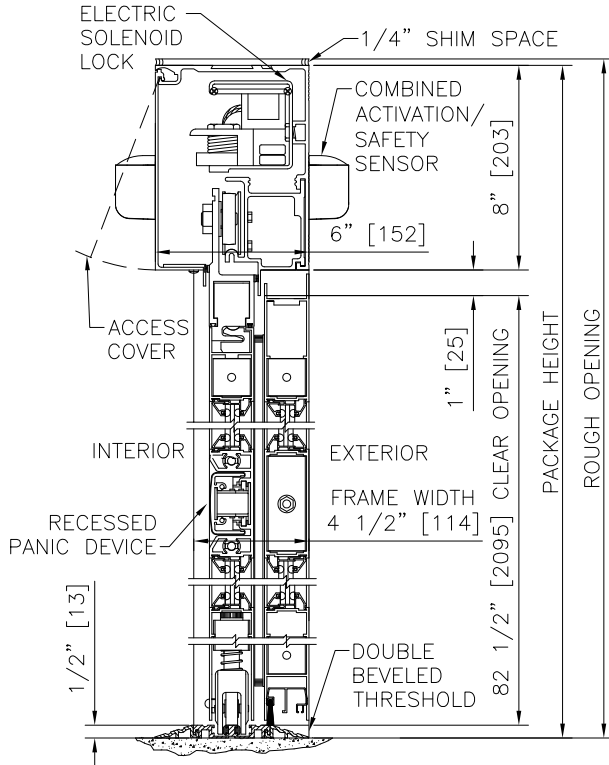 ELECTRIC
SOLENOID
LOCK
1/4" SHIM SPACE
COMBINED
ACTIVATION/
SAFETY
SENSOR
8" [203]
6" [152]
ACCESS
COVER
1" [25]
INTERIOR
EXTERIOR
FRAME WIDTH
4 1/2" [114]
RECESSED
PANIC DEVICE
82 1/2" [2095] CLEAR OPENING
PACKAGE HEIGHT
ROUGH OPENING
1/2" [13]
DOUBLE
BEVELED
THRESHOLD